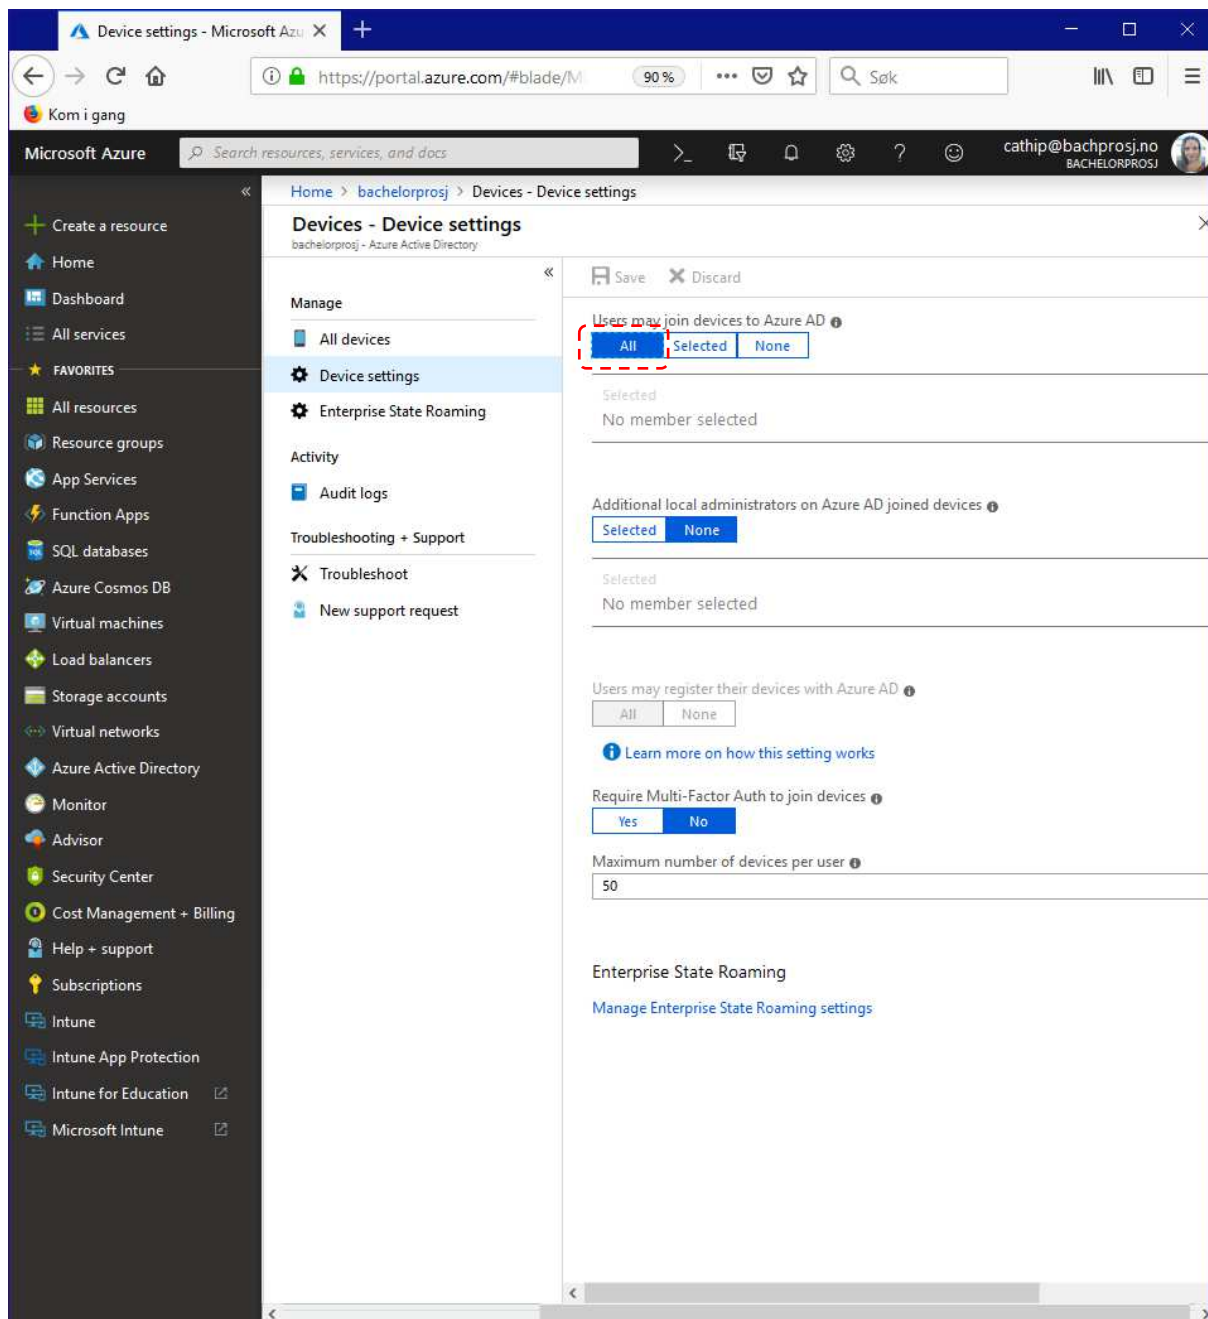 Device settings - Microsoft Azu
https://portal.azure.com/#blade/M
90 %
Søk
Kom i gang
Microsoft Azure
Search resources, services, and docs
cathip@bachprosj.no
BACHELORPROSJ
Home > bachelorprosj > Devices - Device settings
Devices - Device settings
bachelorprosj - Azure Active Directory
Create a resource
Home
Dashboard
All services
FAVORITES
All resources
Resource groups
App Services
Function Apps
SQL databases
Azure Cosmos DB
Virtual machines
Load balancers
Storage accounts
Virtual networks
Azure Active Directory
Monitor
Advisor
Security Center
Cost Management + Billing
Help + support
Subscriptions
Intune
Intune App Protection
Intune for Education
Microsoft Intune
Manage
All devices
Device settings
Enterprise State Roaming
Activity
Audit logs
Troubleshooting + Support
Troubleshoot
New support request
Save Discard
Users may join devices to Azure AD
All Selected None
Selected
No member selected
Additional local administrators on Azure AD joined devices
Selected None
Selected
No member selected
Users may register their devices with Azure AD
All None
Learn more on how this setting works
Require Multi-Factor Auth to join devices
Yes No
Maximum number of devices per user
50
Enterprise State Roaming
Manage Enterprise State Roaming settings